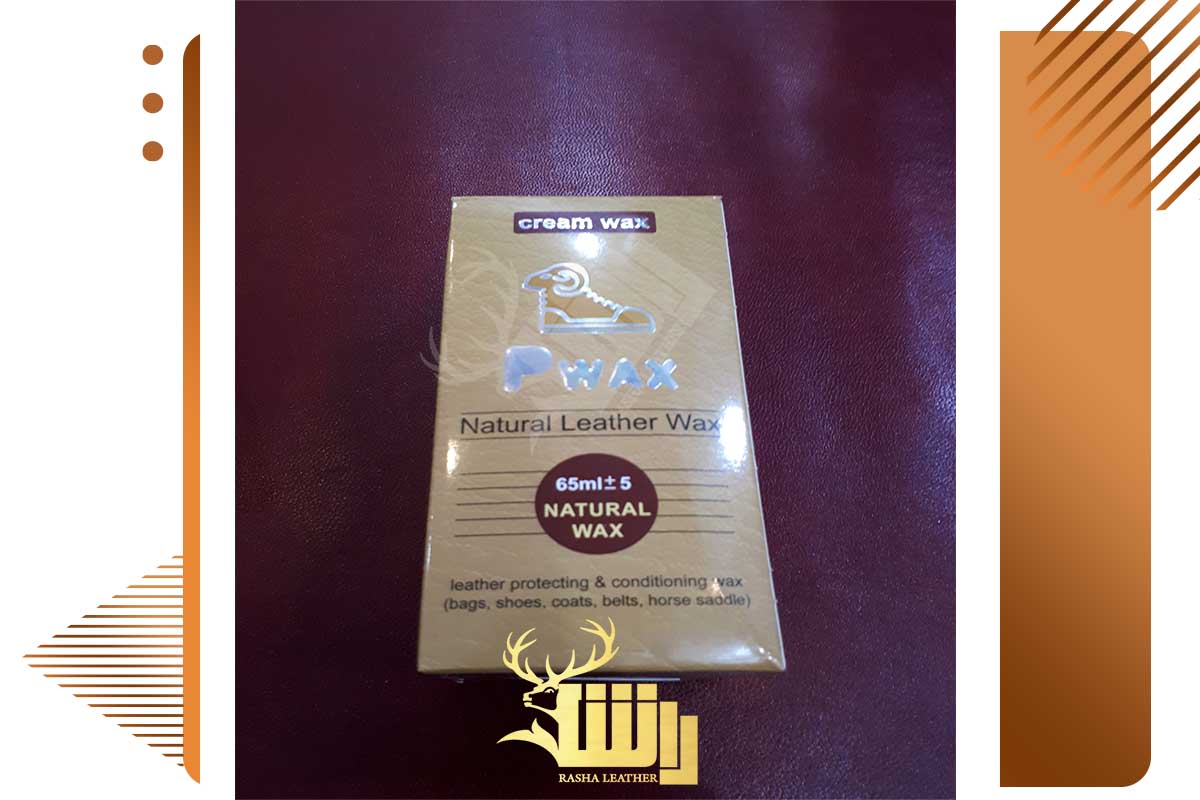 cream wax
PWAX
Natural Leather Wax
65ml±5
NATURAL
WAX
leather protecting & conditioning wax
(bags, shoes, coats, belts, horse saddle)
راشا
RASHA LEATHER